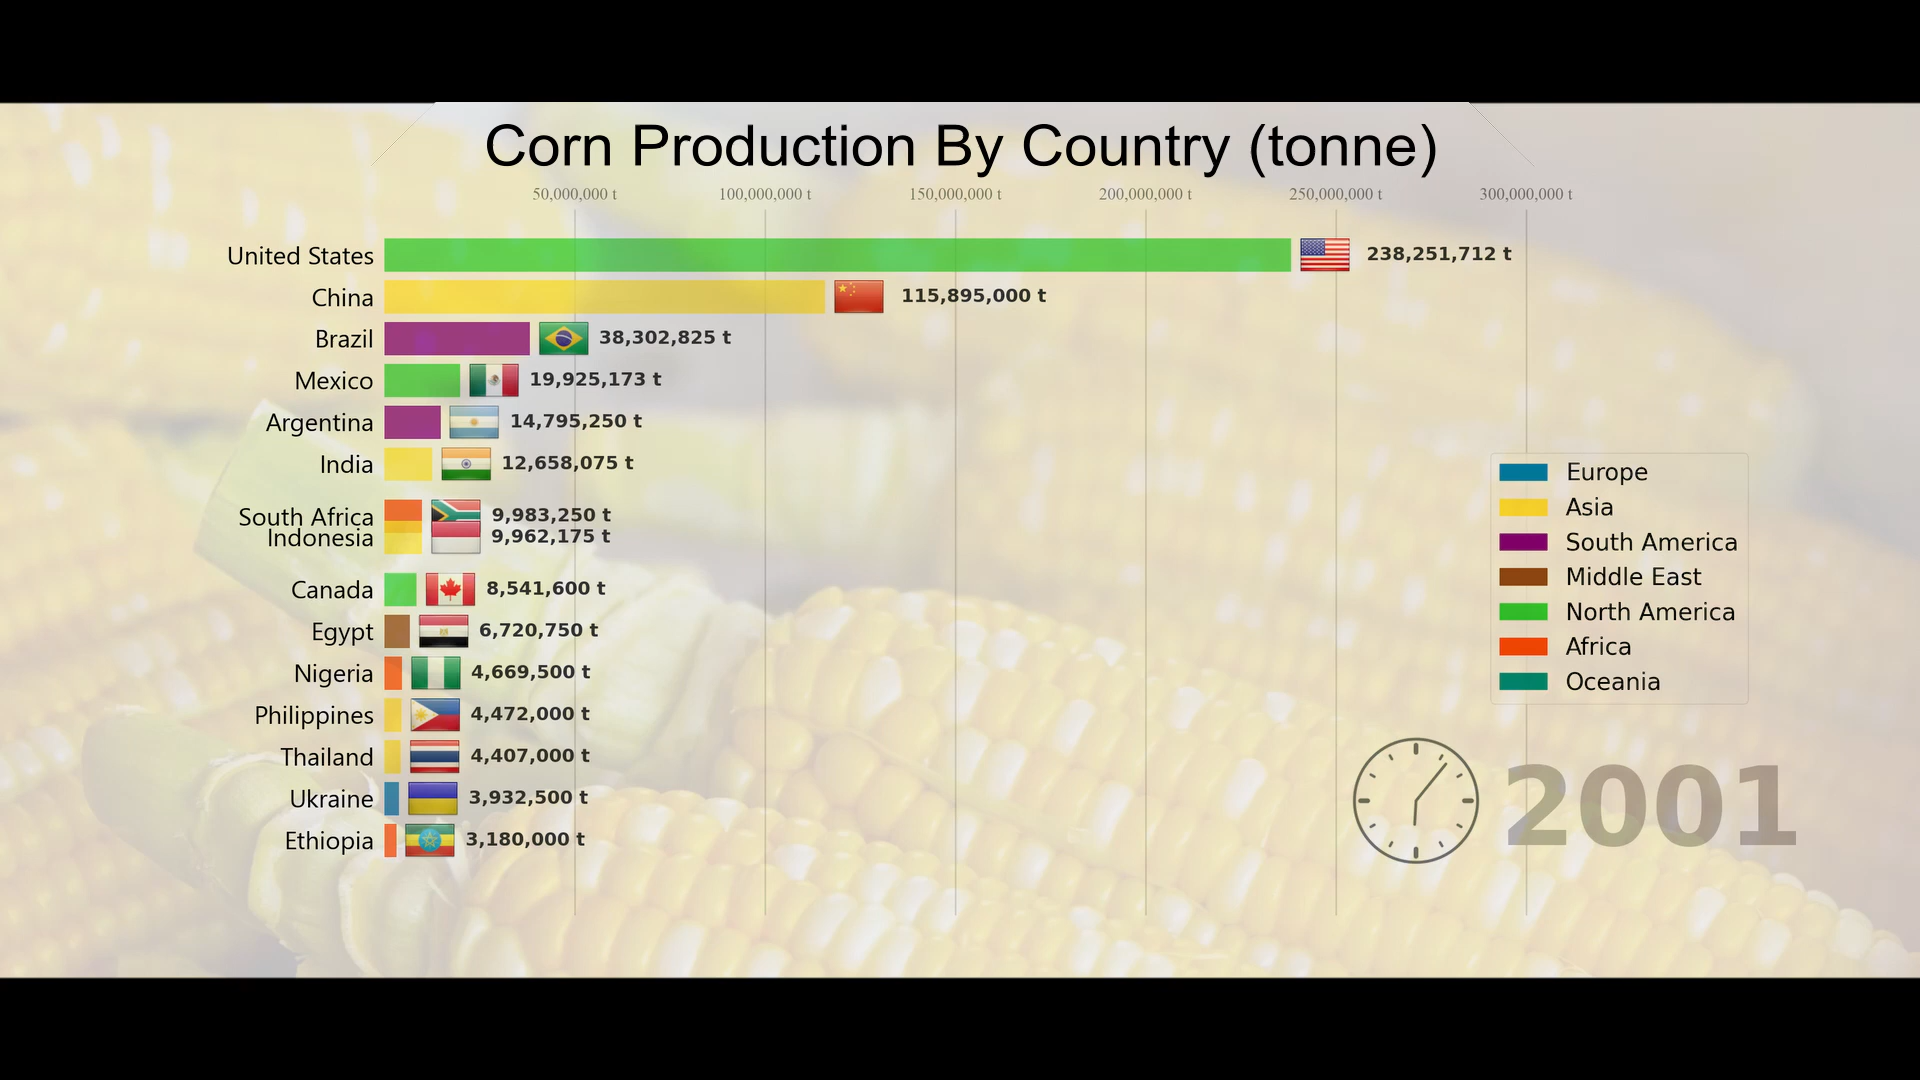 Corn Production By Country (tonne)
50,000,000 t 100,000,000 t 150,000,000 t 200,000,000 t 250,000,000 t 300,000,000 t
United States 238,251,712 t
China 115,895,000 t
Brazil 38,302,825 t
Mexico 19,925,173 t
Argentina 14,795,250 t
India 12,658,075 t
South Africa 9,983,250 t
Indonesia 9,962,175 t
Canada 8,541,600 t
Egypt 6,720,750 t
Nigeria 4,669,500 t
Philippines 4,472,000 t
Thailand 4,407,000 t
Ukraine 3,932,500 t
Ethiopia 3,180,000 t
Europe
Asia
South America
Middle East
North America
Africa
Oceania
2001